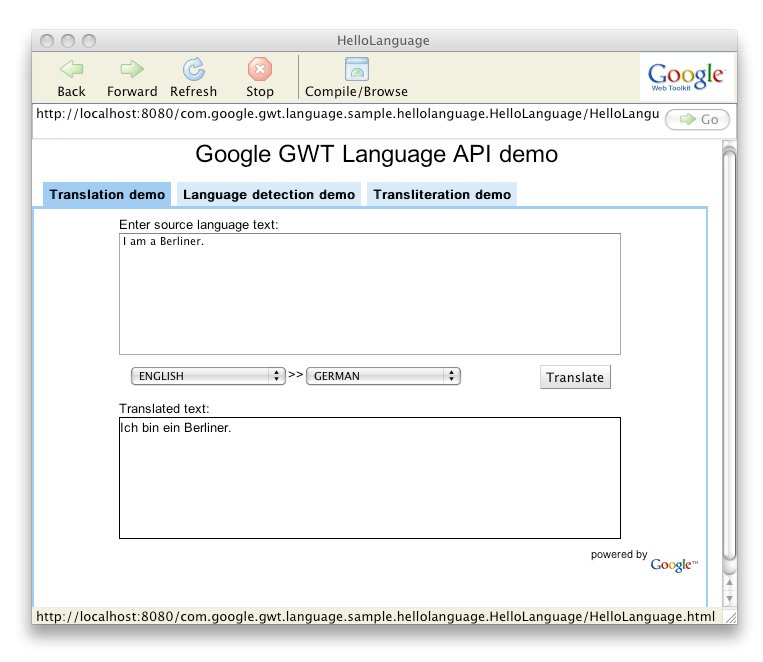 HelloLanguage
Back Forward Refresh Stop Compile/Browse
Google
Web Toolkit
http://localhost:8080/com.google.gwt.language.sample.hellolanguage.HelloLanguage/HelloLangu Go
Google GWT Language API demo
Translation demo Language detection demo Transliteration demo
Enter source language text:
I am a Berliner.
ENGLISH >> GERMAN Translate
Translated text:
Ich bin ein Berliner.
powered by Google™
http://localhost:8080/com.google.gwt.language.sample.hellolanguage.HelloLanguage/HelloLanguage.html